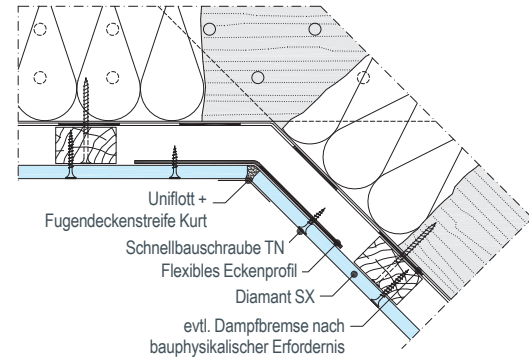 Uniflott +
Fugendeckenstreife Kurt
Schnellbauschraube TN
Flexibles Eckenprofil
Diamant SX
evtl. Dampfbremse nach
bauphysikalischer Erfordernis